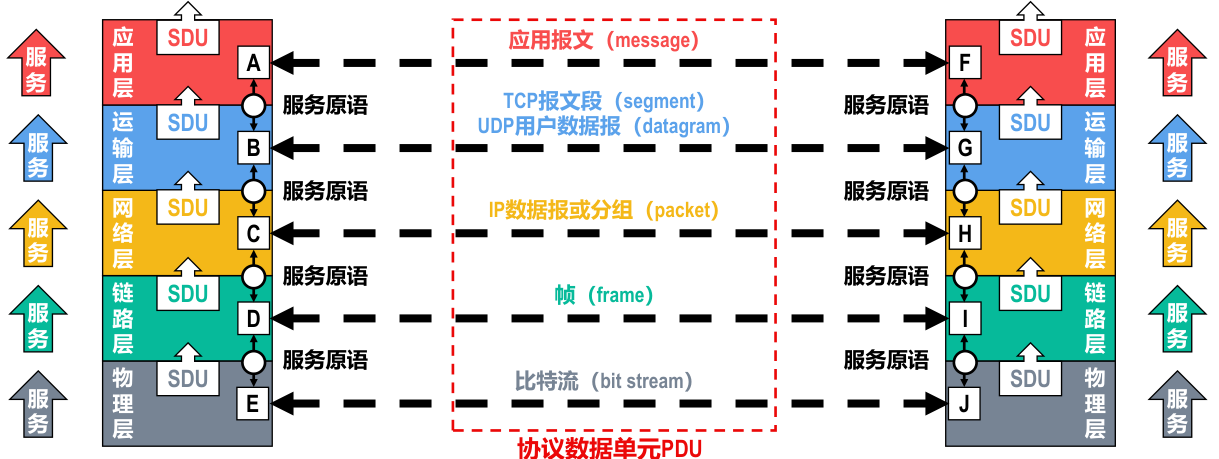 服务
应用层
SDU
A
应用报文（message）
F
SDU
应用层
服务
服务原语
服务原语
服务
运输层
SDU
B
TCP报文段（segment）
UDP用户数据报（datagram）
G
SDU
运输层
服务
服务原语
服务原语
服务
网络层
SDU
C
IP数据报或分组（packet）
H
SDU
网络层
服务
服务原语
服务原语
服务
链路层
SDU
D
帧（frame）
I
SDU
链路层
服务
服务原语
服务原语
服务
物理层
SDU
E
比特流（bit stream）
J
SDU
物理层
服务
协议数据单元PDU